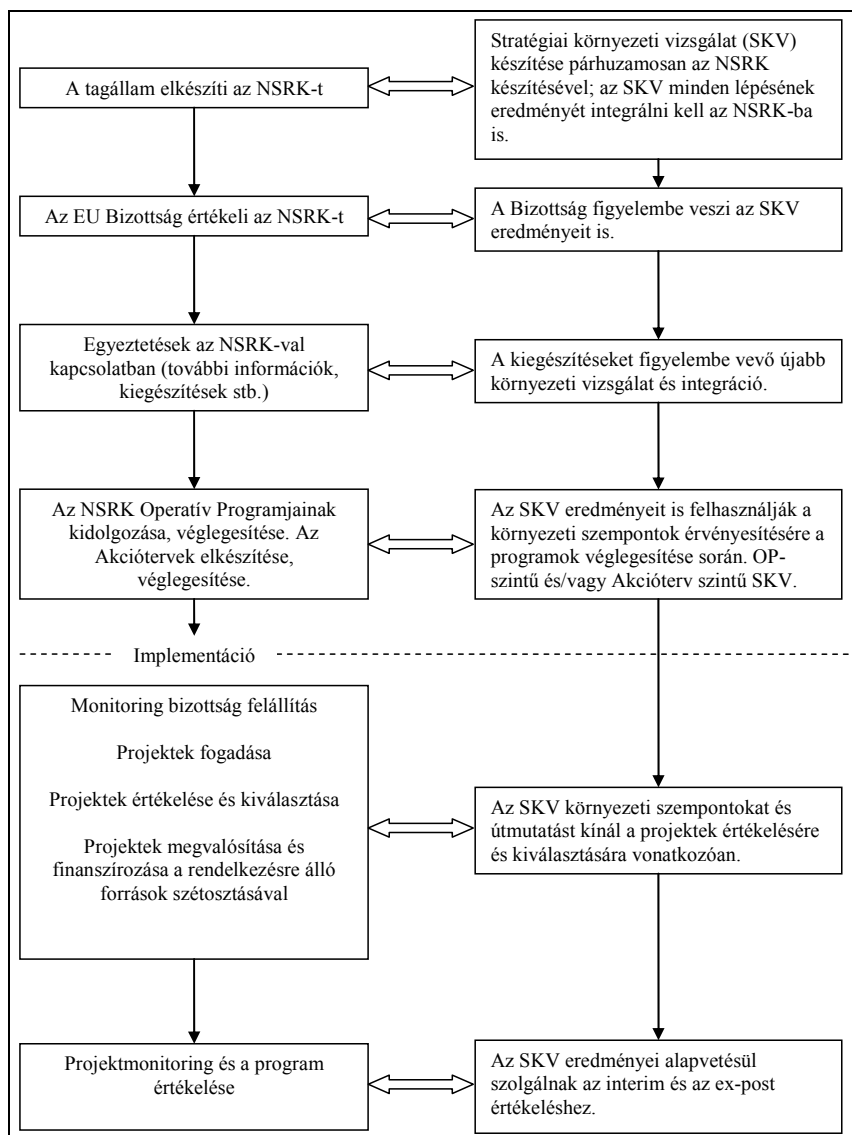 A tagállam elkészíti az NSRK-t
Stratégiai környezeti vizsgálat (SKV)
készítése párhuzamosan az NSRK
készítésével; az SKV minden lépésének
eredményét integrálni kell az NSRK-ba
is.
Az EU Bizottság értékeli az NSRK-t
A Bizottság figyelembe veszi az SKV
eredményeit is.
Egyeztetések az NSRK-val
kapcsolatban (további információk,
kiegészítések stb.)
A kiegészítéseket figyelembe vevő újabb
környezeti vizsgálat és integráció.
Az NSRK Operatív Programjainak
kidolgozása, véglegesítése. Az
Akciótervek elkészítése,
véglegesítése.
Az SKV eredményeit is felhasználják a
környezeti szempontok érvényesítésére a
programok véglegesítése során. OP-
szintű és/vagy Akcióterv szintű SKV.
Implementáció
Monitoring bizottság felállítás
Projektek fogadása
Projektek értékelése és kiválasztása
Projektek megvalósítása és
finanszírozása a rendelkezésre álló
források szétosztásával
Az SKV környezeti szempontokat és
útmutatást kínál a projektek értékelésére
és kiválasztására vonatkozóan.
Projektmonitoring és a program
értékelése
Az SKV eredményei alapvetésül
szolgálnak az interim és az ex-post
értékeléshez.